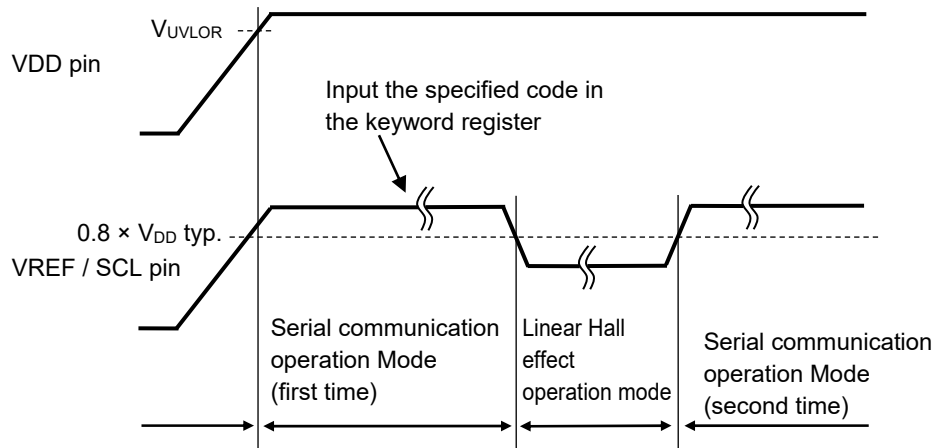 VUVLOR
VDD pin
Input the specified code in
the keyword register
0.8 × VDD typ.
VREF / SCL pin
Serial communication
operation Mode
(first time)
Linear Hall
effect
operation mode
Serial communication
operation Mode
(second time)